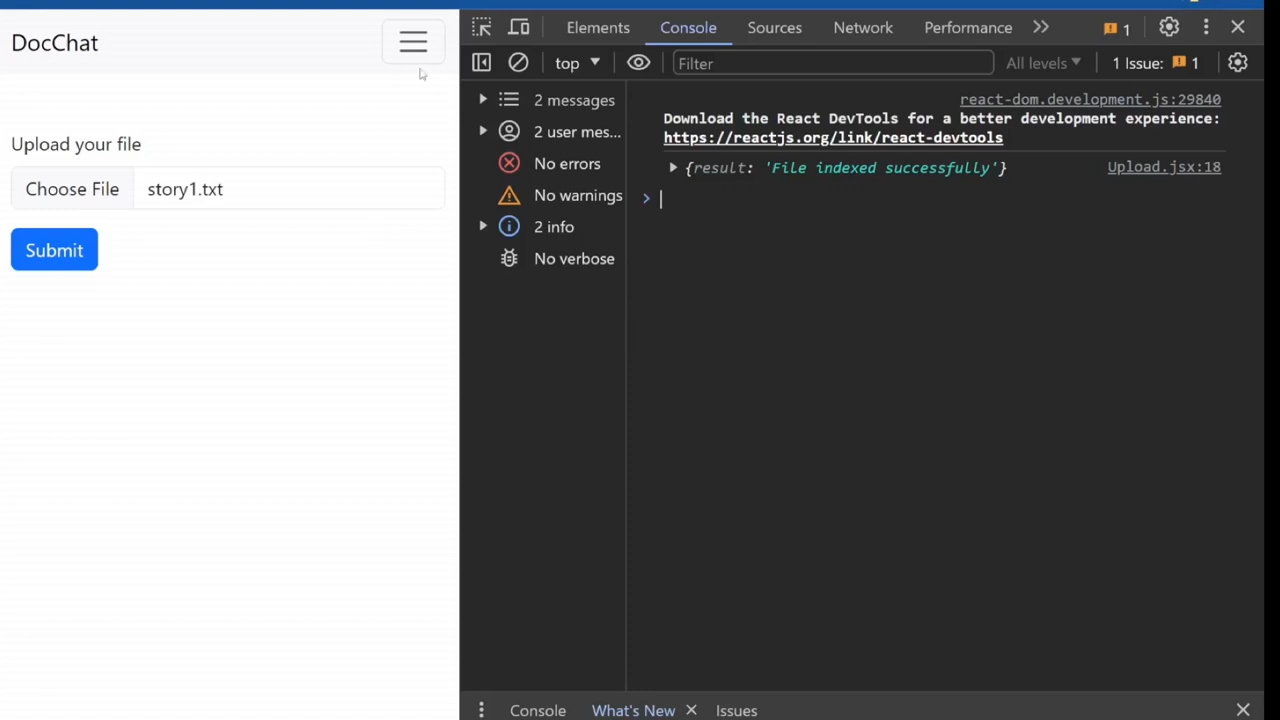 DocChat
Upload your file
Choose File story1.txt
Submit
Elements Console Sources Network Performance 1
top Filter All levels 1 Issue: 1
2 messages
2 user mes...
No errors
No warnings
2 info
No verbose
react-dom.development.js:29840
Download the React DevTools for a better development experience:
https://reactjs.org/link/react-devtools
{result: 'File indexed successfully'} Upload.jsx:18
Console What's New Issues